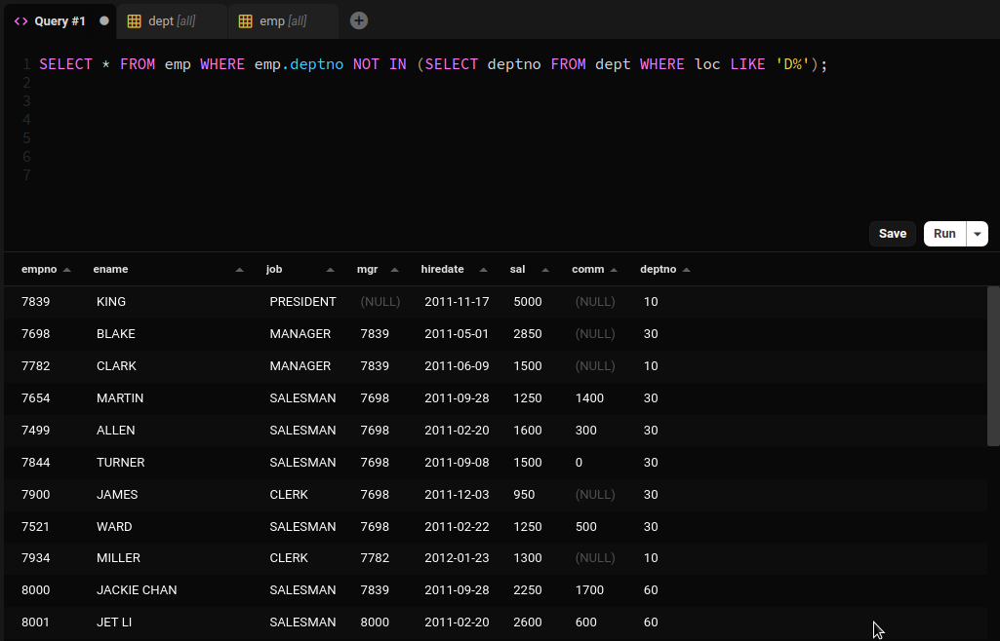 Query #1 dept [all] emp [all]
1 SELECT * FROM emp WHERE emp.deptno NOT IN (SELECT deptno FROM dept WHERE loc LIKE 'D%');
2
3
4
5
6
7
Save Run
empno ename job mgr hiredate sal comm deptno
7839 KING PRESIDENT (NULL) 2011-11-17 5000 (NULL) 10
7698 BLAKE MANAGER 7839 2011-05-01 2850 (NULL) 30
7782 CLARK MANAGER 7839 2011-06-09 1500 (NULL) 10
7654 MARTIN SALESMAN 7698 2011-09-28 1250 1400 30
7499 ALLEN SALESMAN 7698 2011-02-20 1600 300 30
7844 TURNER SALESMAN 7698 2011-09-08 1500 0 30
7900 JAMES CLERK 7698 2011-12-03 950 (NULL) 30
7521 WARD SALESMAN 7698 2011-02-22 1250 500 30
7934 MILLER CLERK 7782 2012-01-23 1300 (NULL) 10
8000 JACKIE CHAN SALESMAN 7839 2011-09-28 2250 1700 60
8001 JET LI SALESMAN 8000 2011-02-20 2600 600 60